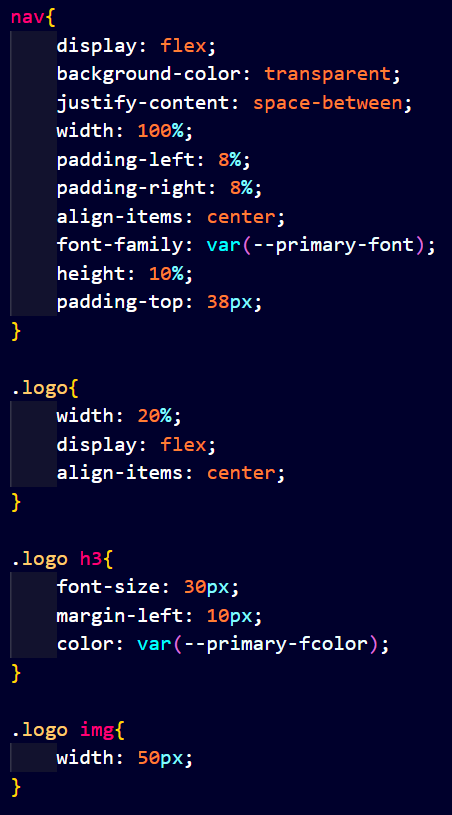 nav{
    display: flex;
    background-color: transparent;
    justify-content: space-between;
    width: 100%;
    padding-left: 8%;
    padding-right: 8%;
    align-items: center;
    font-family: var(--primary-font);
    height: 10%;
    padding-top: 38px;
}

.logo{
    width: 20%;
    display: flex;
    align-items: center;
}

.logo h3{
    font-size: 30px;
    margin-left: 10px;
    color: var(--primary-fcolor);
}

.logo img{
    width: 50px;
}